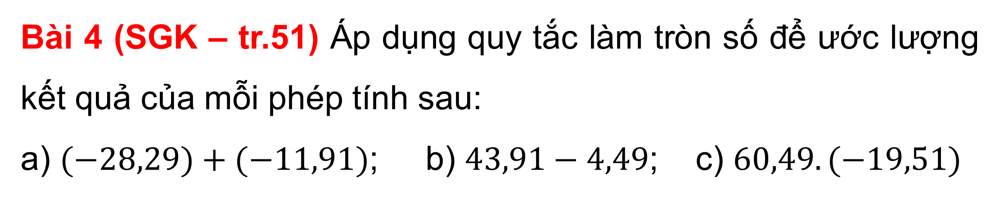 Bài 4 (SGK – tr.51) Áp dụng quy tắc làm tròn số để ước lượng
kết quả của mỗi phép tính sau:
a) (−28,29) + (−11,91); b) 43,91 − 4,49; c) 60,49. (−19,51)